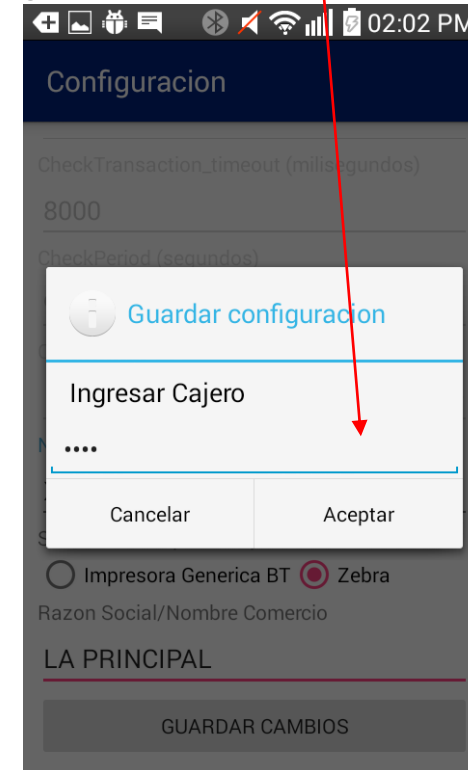 02:02 PM
Configuracion
CheckTransaction_timeout (milisegundos)
8000
CheckPeriod (segundos)
Guardar configuracion
Ingresar Cajero
••••
Cancelar Aceptar
Impresora Generica BT Zebra
Razon Social/Nombre Comercio
LA PRINCIPAL
GUARDAR CAMBIOS